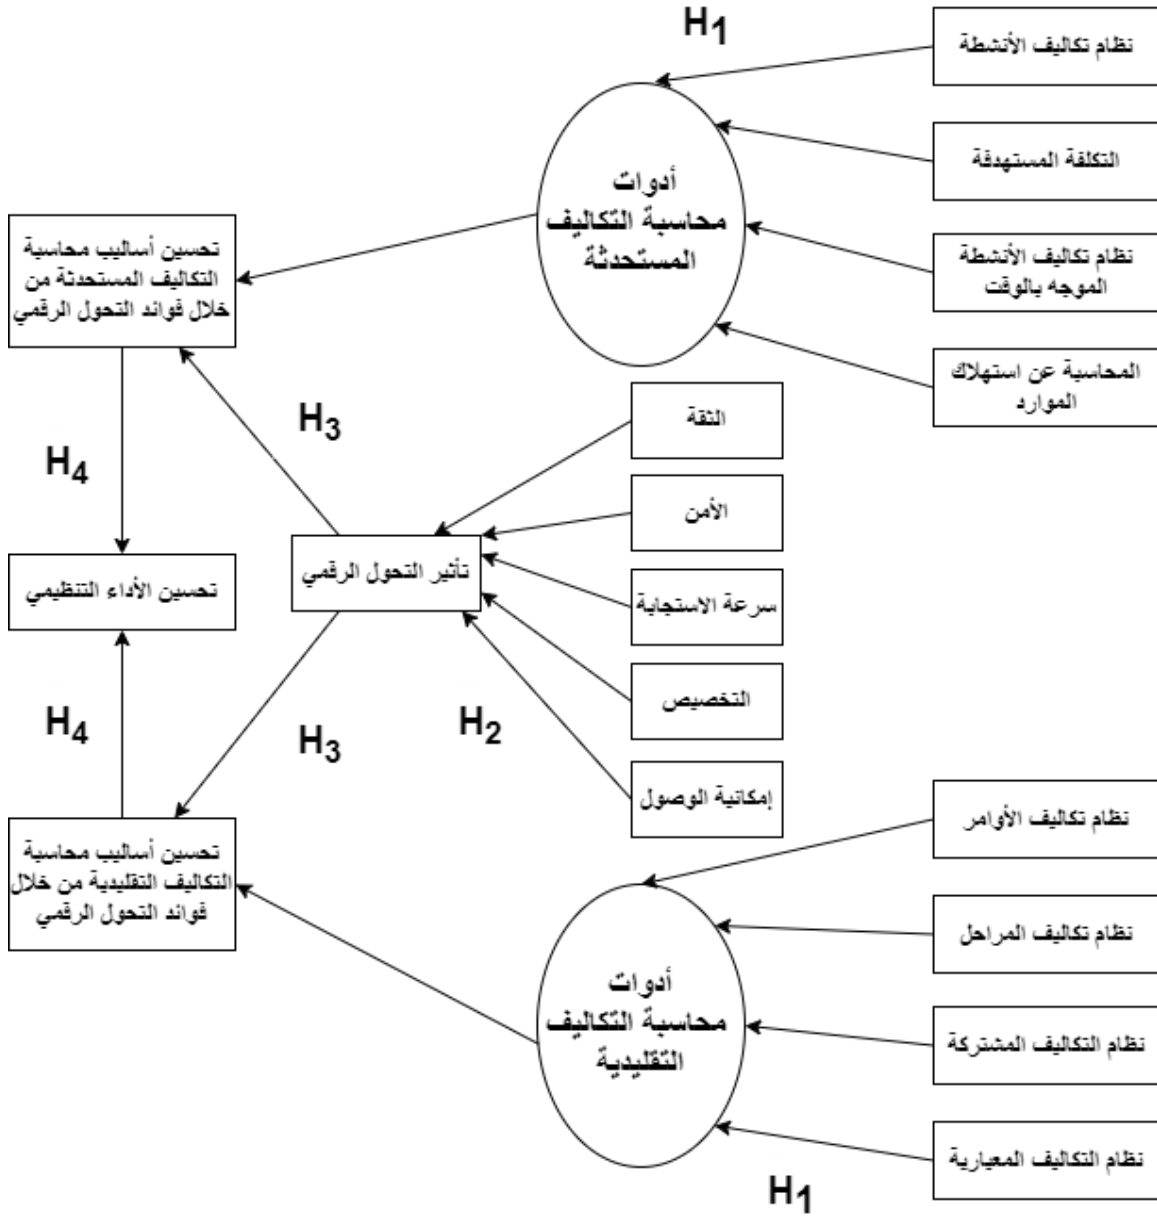 H1
نظام تكاليف الأنشطة
التكلفة المستهدفة
أدوات
محاسبة التكاليف
المستحدثة
نظام تكاليف الأنشطة
الموجه بالوقت
المحاسبة عن استهلاك
الموارد
تحسين أساليب محاسبة
التكاليف المستحدثة من
خلال فوائد التحول الرقمي
H3
H4
الثقة
الأمن
تأثير التحول الرقمي
تحسين الأداء التنظيمي
سرعة الاستجابة
التخصيص
إمكانية الوصول
H2
H3
H4
نظام تكاليف الأوامر
تحسين أساليب محاسبة
التكاليف التقليدية من خلال
فوائد التحول الرقمي
نظام تكاليف المراحل
أدوات
محاسبة التكاليف
التقليدية
نظام التكاليف المشتركة
نظام التكاليف المعيارية
H1